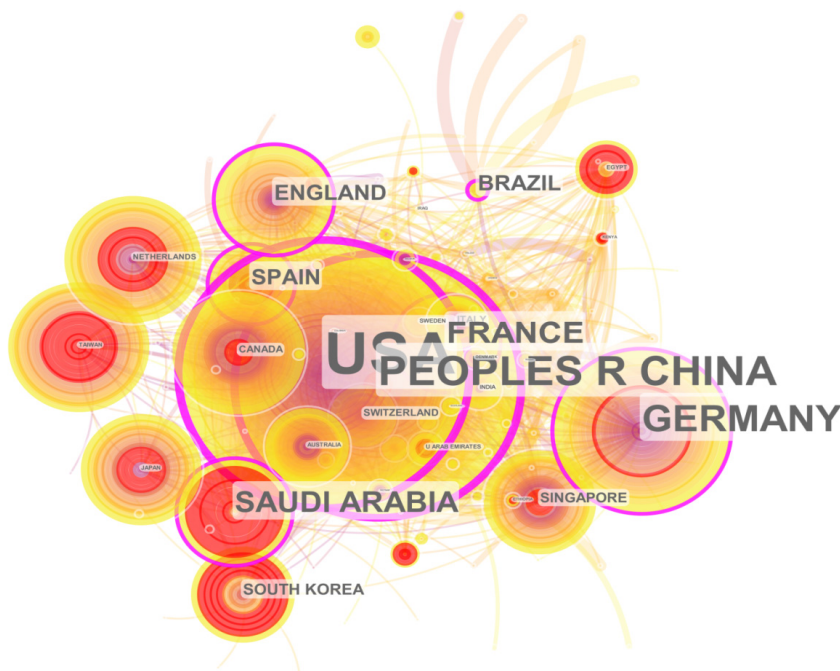 EGYPT
BRAZIL
ENGLAND
NETHERLANDS
SPAIN
SWEDEN
ITALY
FRANCE
TAIWAN
CANADA
USA
PEOPLES R CHINA
INDIA
SWITZERLAND
GERMANY
AUSTRALIA
U ARAB EMIRATES
JAPAN
SAUDI ARABIA
SINGAPORE
SOUTH KOREA